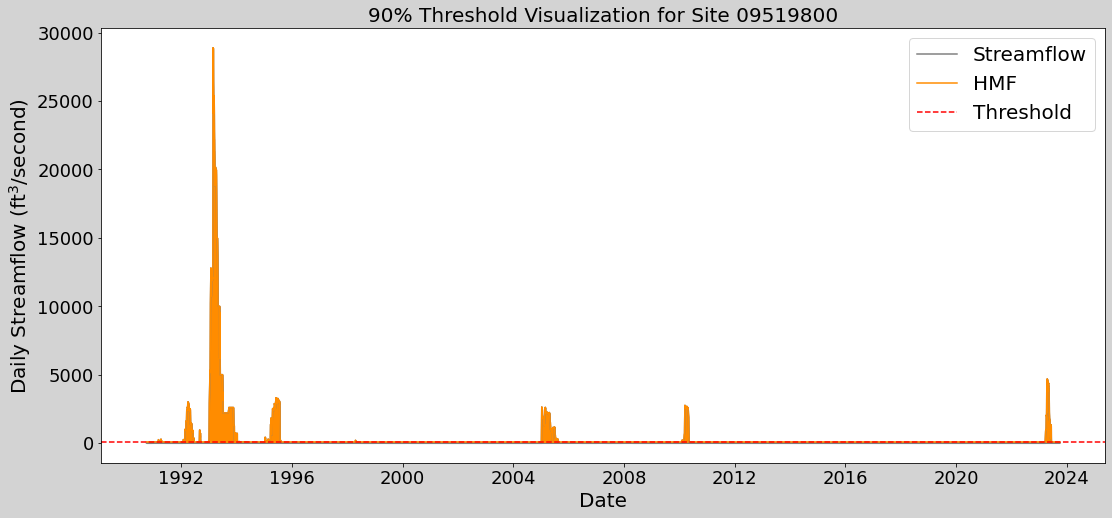 90% Threshold Visualization for Site 09519800
Daily Streamflow (ft³/second)
30000
25000
20000
15000
10000
5000
0
Streamflow
HMF
Threshold
1992 1996 2000 2004 2008 2012 2016 2020 2024
Date